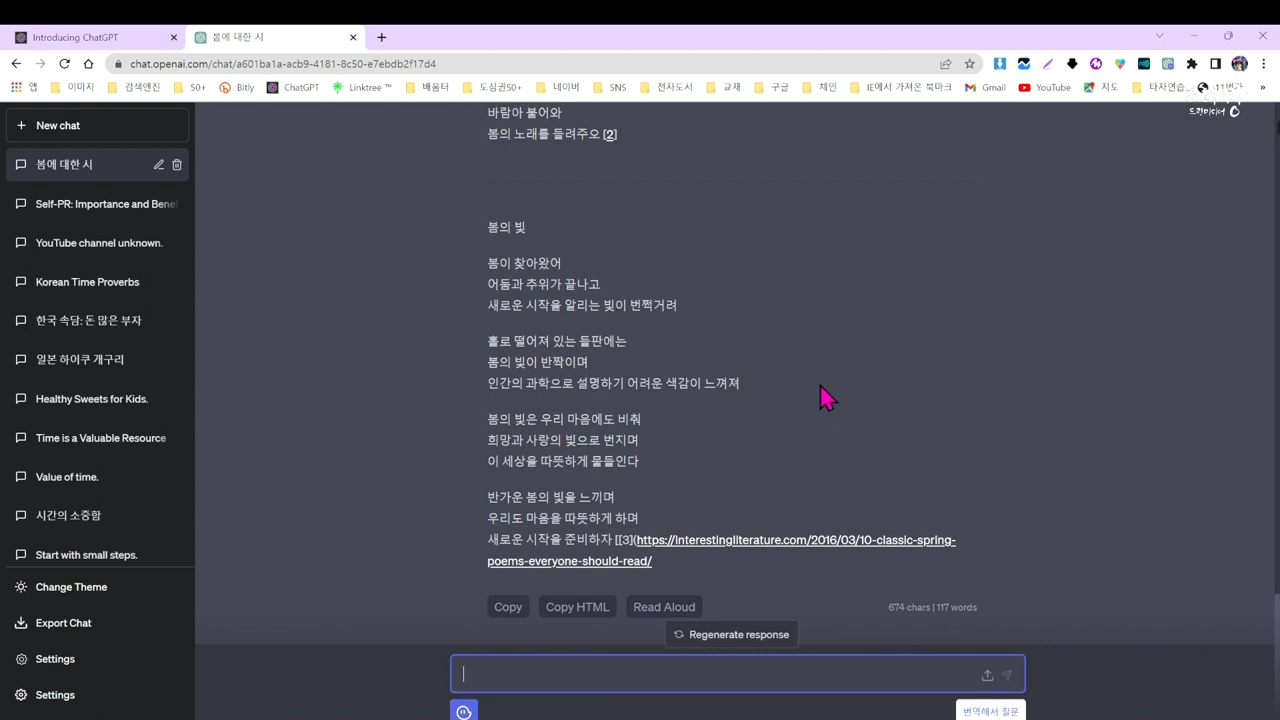 Introducing ChatGPT
봄에 대한 시
chat.openai.com/chat/a601ba1a-acb9-4181-8c50-e7ebdb2f17d4
앱 이미지 검색엔진 50+ Bitly ChatGPT Linktree ™ 배움터 도심권50+ 네이버 SNS 전자도서 교재 구글 체인 IE에서 가져온 북마크 Gmail YouTube 지도 타자연습 11번가 »
드림미디어
New chat
봄에 대한 시
Self-PR: Importance and Bene
YouTube channel unknown.
Korean Time Proverbs
한국 속담: 돈 많은 부자
일본 하이쿠 개구리
Healthy Sweets for Kids.
Time is a Valuable Resource
Value of time.
시간의 소중함
Start with small steps.
Change Theme
Export Chat
Settings
Settings
바람아 불어와
봄의 노래를 들려주오 [2]
봄의 빛
봄이 찾아왔어
어둠과 추위가 끝나고
새로운 시작을 알리는 빛이 번쩍거려
홀로 떨어져 있는 들판에는
봄의 빛이 반짝이며
인간의 과학으로 설명하기 어려운 색감이 느껴져
봄의 빛은 우리 마음에도 비춰
희망과 사랑의 빛으로 번지며
이 세상을 따뜻하게 물들인다
반가운 봄의 빛을 느끼며
우리도 마음을 따뜻하게 하며
새로운 시작을 준비하자 [[3](https://interestingliterature.com/2016/03/10-classic-spring-
poems-everyone-should-read/
Copy Copy HTML Read Aloud 674 chars | 117 words
Regenerate response
번역해서 질문